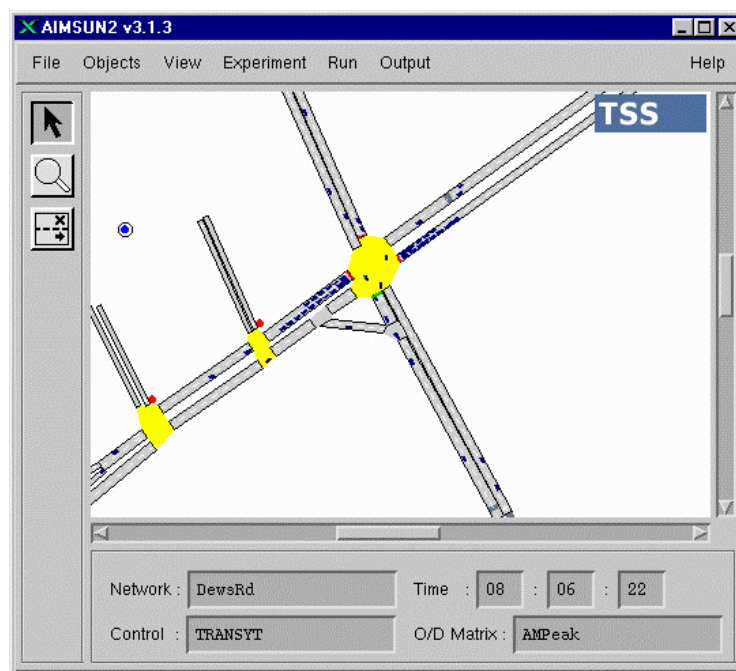 AIMSUN2 v3.1.3
File Objects View Experiment Run Output Help
TSS
Network : DewsRd Time : 08 : 06 : 22
Control : TRANSYT O/D Matrix : AMPeak